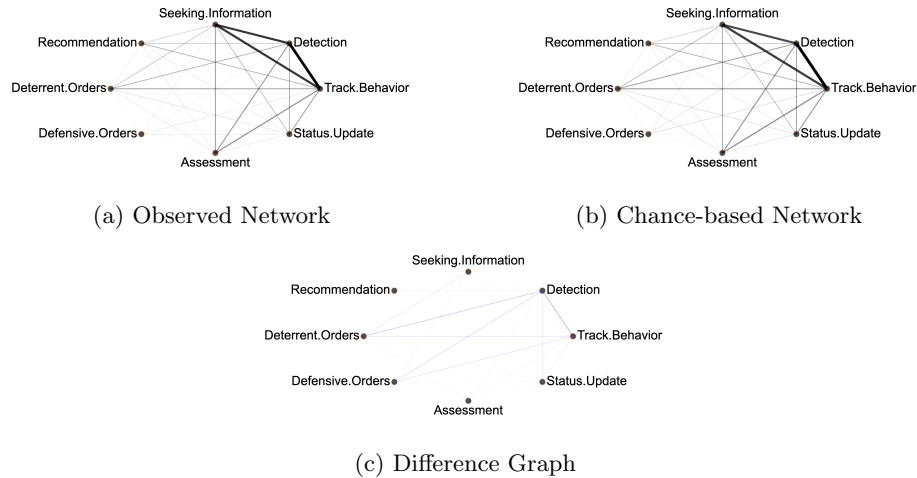 Seeking.Information
Recommendation
Detection
Deterrent.Orders
Track.Behavior
Defensive.Orders
Status.Update
Assessment
(a) Observed Network
Seeking.Information
Recommendation
Detection
Deterrent.Orders
Track.Behavior
Defensive.Orders
Status.Update
Assessment
(b) Chance-based Network
Seeking.Information
Recommendation
Detection
Deterrent.Orders
Track.Behavior
Defensive.Orders
Status.Update
Assessment
(c) Difference Graph